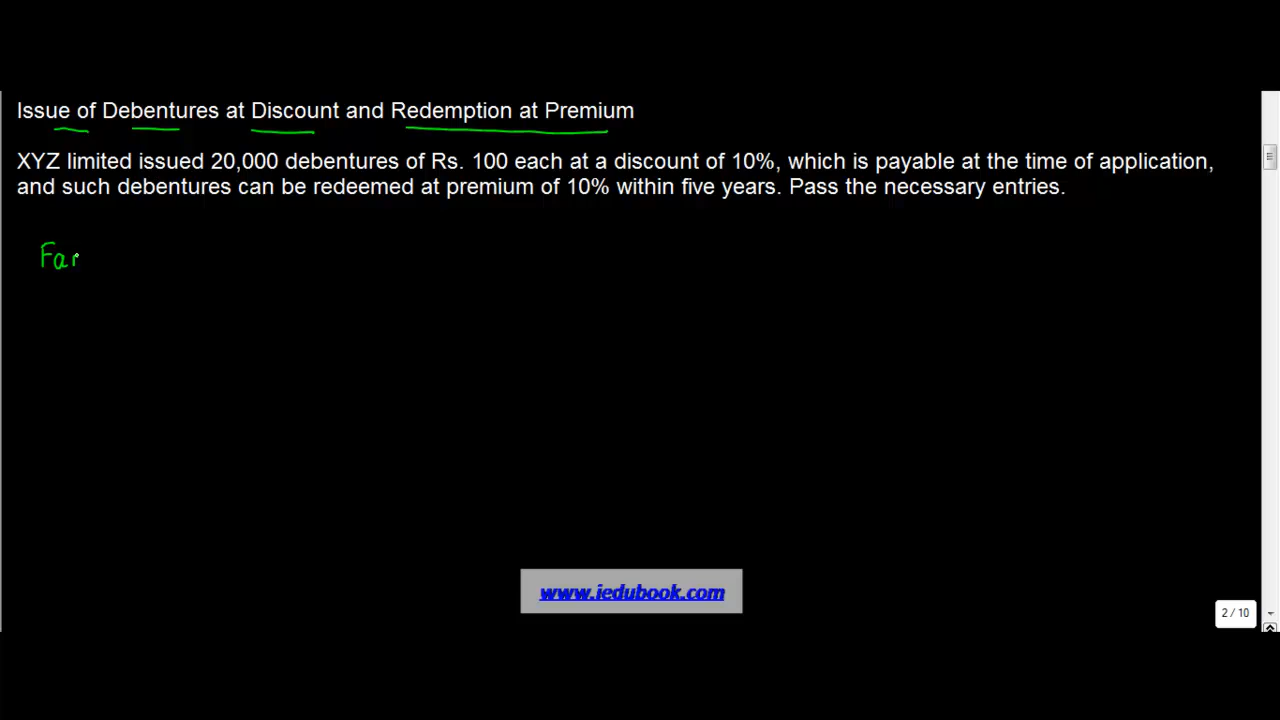 Issue of Debentures at Discount and Redemption at Premium
XYZ limited issued 20,000 debentures of Rs. 100 each at a discount of 10%, which is payable at the time of application,
and such debentures can be redeemed at premium of 10% within five years. Pass the necessary entries.
Far
www.iedubook.com
2 / 10